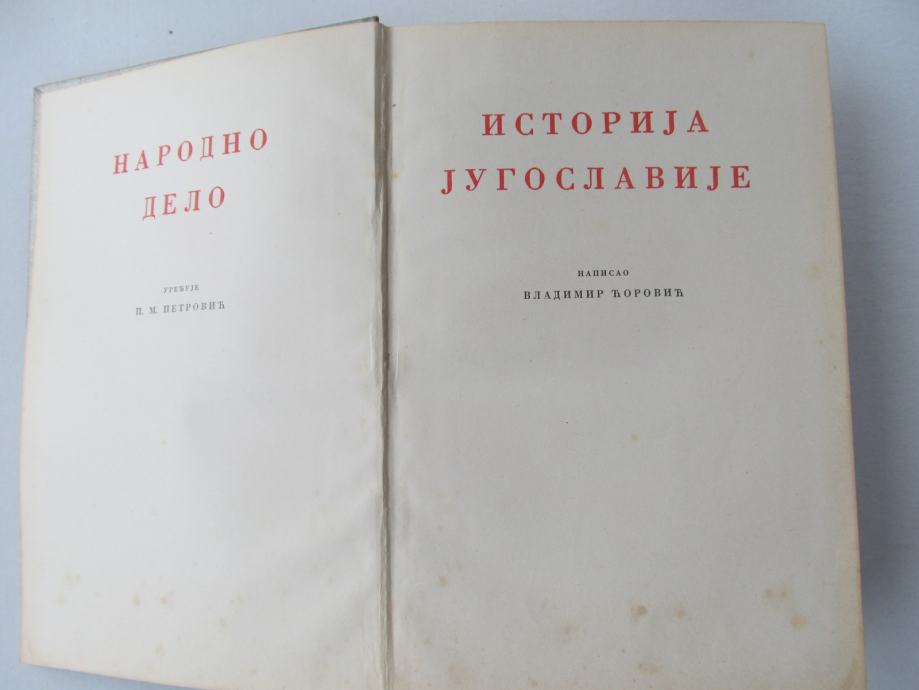 НАРОДНО
ДЕЛО
УРЕЂУЈЕ
П. М. ПЕТРОВИЋ
ИСТОРИЈА
ЈУГОСЛАВИЈЕ
НАПИСАО
ВЛАДИМИР ЋОРОВИЋ